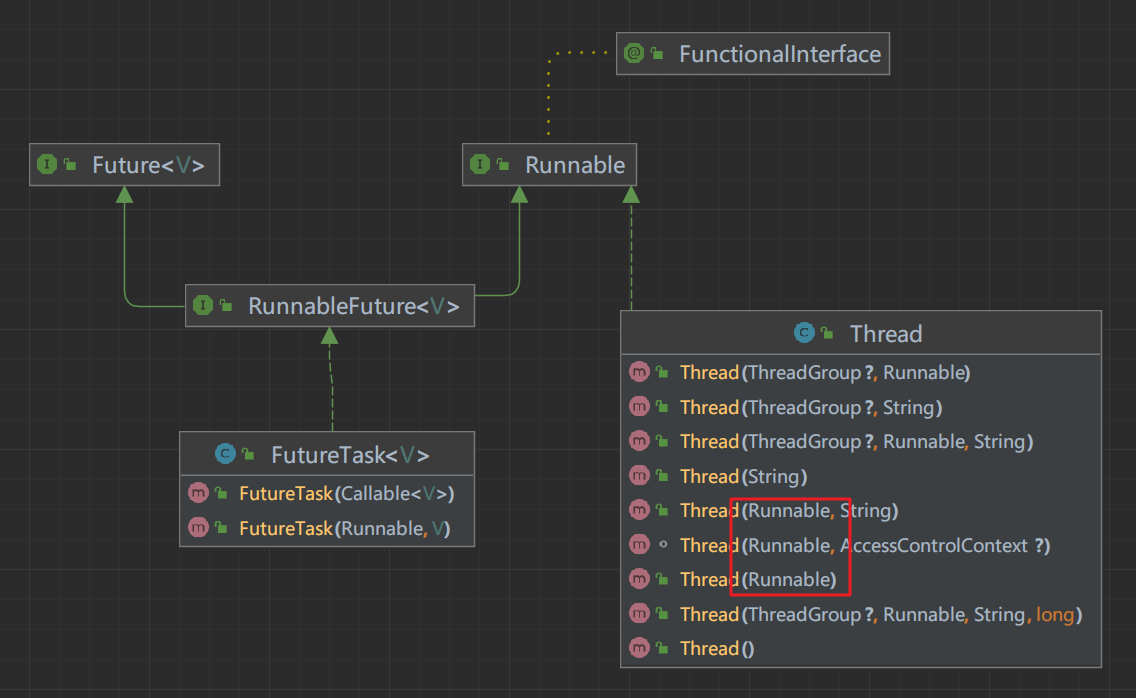 FunctionalInterface
Future<V>
Runnable
RunnableFuture<V>
Thread
Thread(ThreadGroup?, Runnable)
Thread(ThreadGroup?, String)
Thread(ThreadGroup?, Runnable, String)
Thread(String)
Thread(Runnable, String)
Thread(Runnable, AccessControlContext ?)
Thread(Runnable)
Thread(ThreadGroup?, Runnable, String, long)
Thread()
FutureTask<V>
FutureTask(Callable<V>)
FutureTask(Runnable, V)